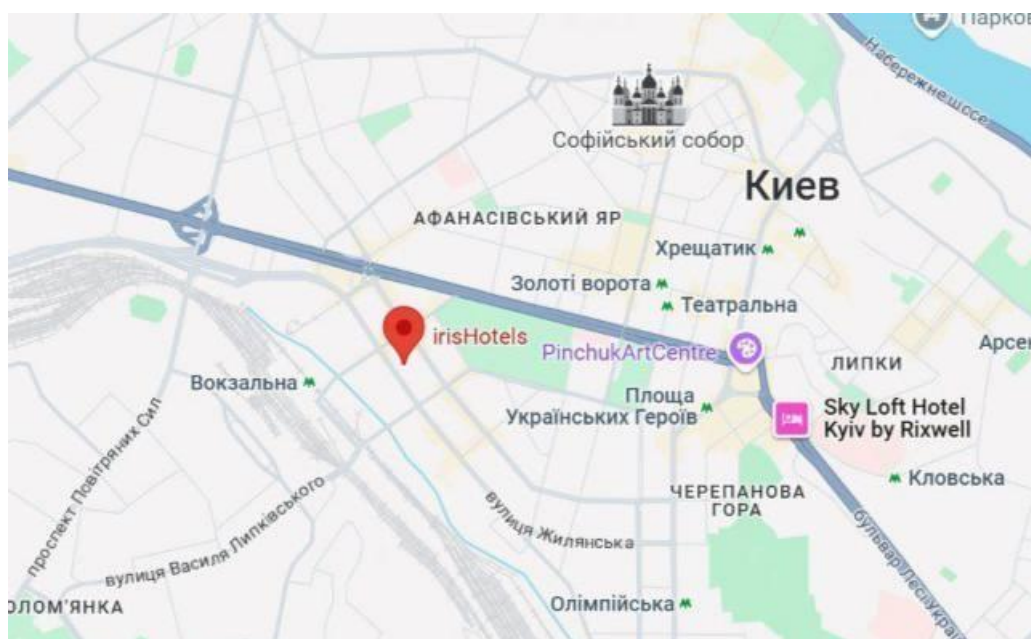 Парков
Набережне шосе
Софійський собор
Киев
АФАНАСІВСЬКИЙ ЯР
Хрещатик
Золоті ворота
Театральна
irisHotels
PinchukArtCentre
Арсен
ЛИПКИ
Вокзальна
Площа
Українських Героїв
Sky Loft Hotel
Kyiv by Rixwell
проспект Повітряних Сил
Кловська
ЧЕРЕПАНОВА
ГОРА
вулиця Жилянська
вулиця Василя Липківського
бульвар Лесі Украї
ОЛОМ'ЯНКА
Олімпійська